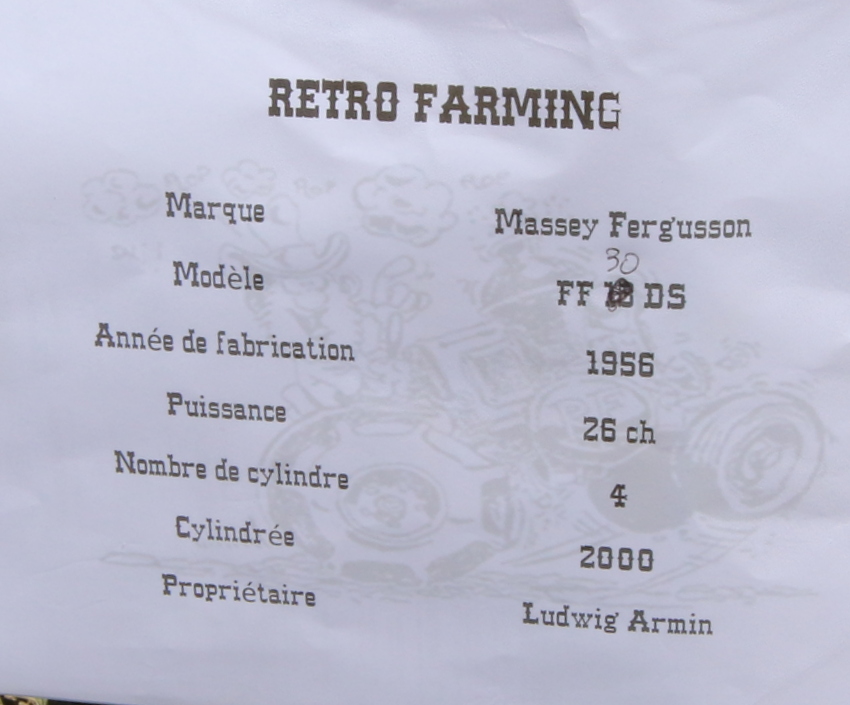 RETRO FARMING
Marque Massey Fergusson
30
Modèle FF DS
Année de fabrication 1956
Puissance 26 ch
Nombre de cylindre 4
Cylindrée 2000
Propriétaire Ludwig Armin